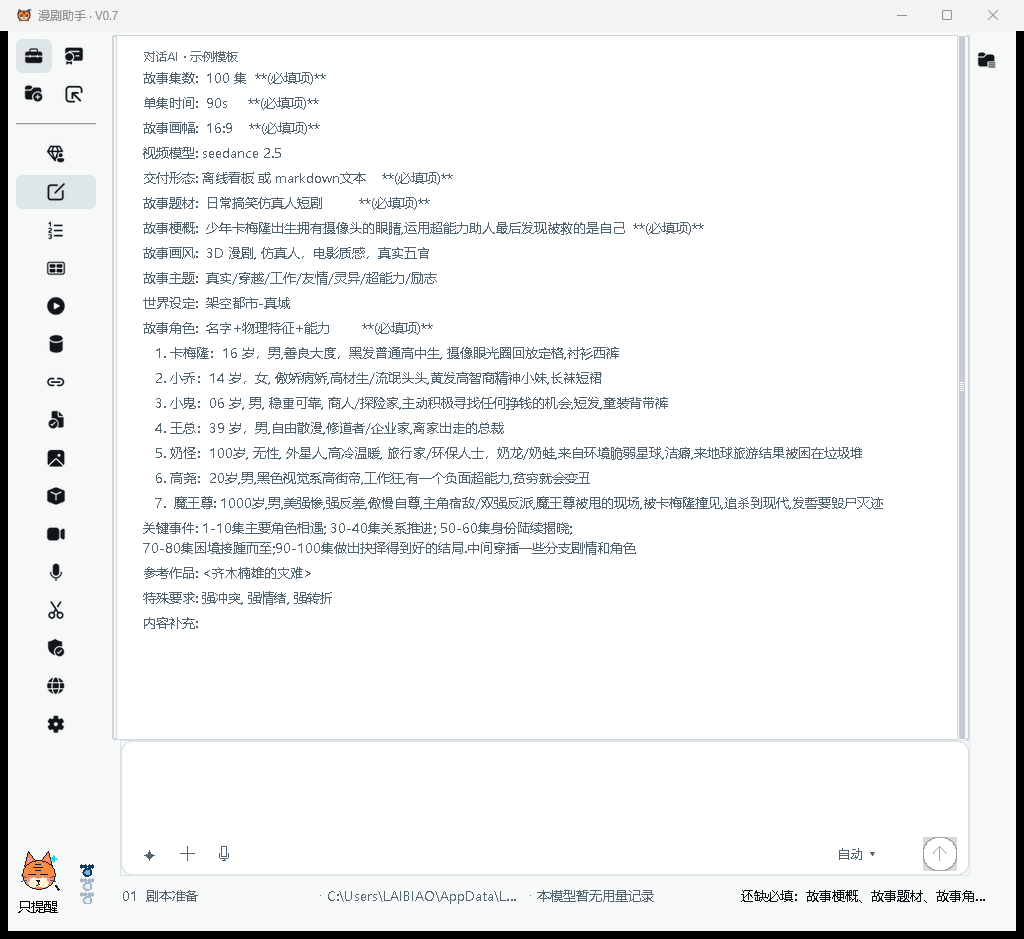 漫剧助手 · V0.7
对话AI · 示例模板
故事集数: 100 集 **(必填项)**
单集时间: 90s **(必填项)**
故事画幅: 16:9 **(必填项)**
视频模型: seedance 2.5
交付形态: 离线看板 或 markdown文本 **(必填项)**
故事题材: 日常搞笑仿真人短剧 **(必填项)**
故事梗概: 少年卡梅隆出生拥有摄像头的眼睛,运用超能力助人最后发现被救的是自己 **(必填项)**
故事画风: 3D 漫剧, 仿真人，电影质感，真实五官
故事主题: 真实/穿越/工作/友情/灵异/超能力/励志
世界设定: 架空都市-真城
故事角色: 名字+物理特征+能力 **(必填项)**
1. 卡梅隆：16 岁，男,善良大度，黑发普通高中生, 摄像眼光圈回放定格,衬衫西裤
2. 小乔：14 岁，女, 傲娇病娇,高材生/流氓头头,黄发高智商精神小妹,长袜短裙
3. 小鬼：06 岁, 男, 稳重可靠, 商人/探险家,主动积极寻找任何挣钱的机会,短发,童装背带裤
4. 王总：39 岁，男,自由散漫,修道者/企业家,离家出走的总裁
5. 奶怪：100岁, 无性, 外星人,高冷温暖, 旅行家/环保人士，奶龙/奶蛙,来自环境脆弱星球,洁癖,来地球旅游结果被困在垃圾堆
6. 高尧：20岁,男,黑色视觉系高街帝,工作狂,有一个负面超能力,贫穷就会变丑
7. 魔王尊: 1000岁,男,美强惨,强反差,傲慢自尊,主角宿敌/双强反派,魔王尊被甩的现场,被卡梅隆撞见,追杀到现代,发誓要毁尸灭迹
关键事件: 1-10集主要角色相遇; 30-40集关系推进; 50-60集身份陆续揭晓;
70-80集困境接踵而至;90-100集做出抉择得到好的结局.中间穿插一些分支剧情和角色
参考作品: <齐木楠雄的灾难>
特殊要求: 强冲突, 强情绪, 强转折
内容补充:
自动
只提醒
01 剧本准备 · C:\Users\LAIBIAO\AppData\L... · 本模型暂无用量记录 还缺必填：故事梗概、故事题材、故事角...